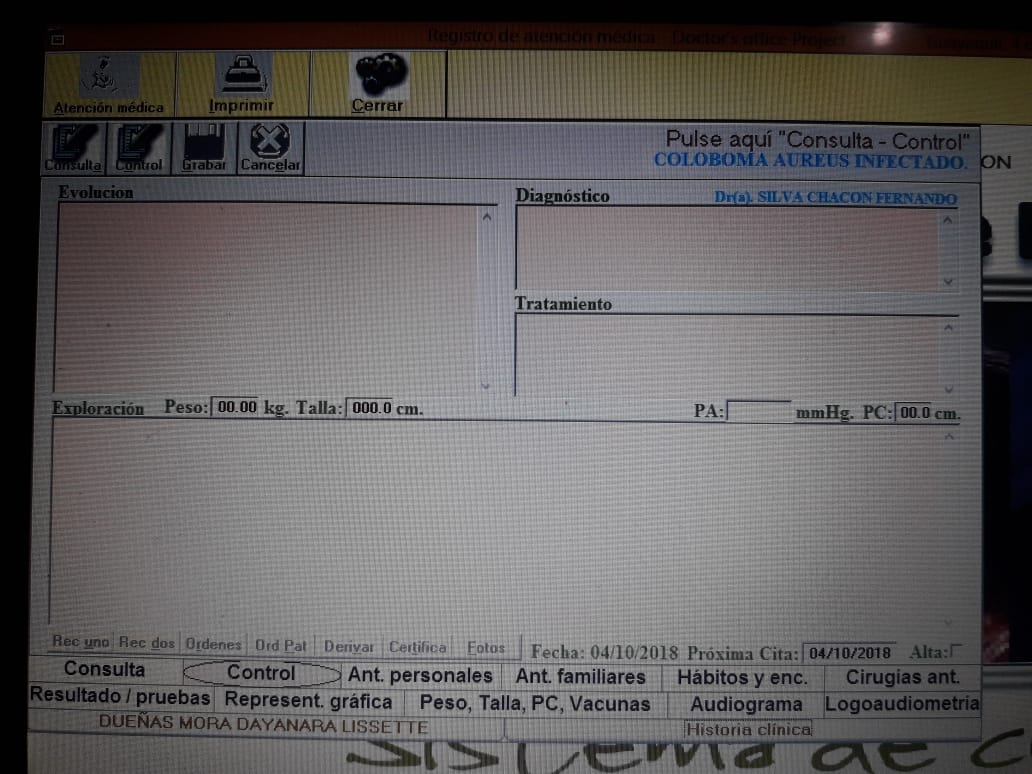 Registro de atención médica - Doctor's office Project
Atención médica Imprimir Cerrar
Consulta Control Grabar Cancelar
Pulse aquí "Consulta - Control"
COLOBOMA AUREUS INFECTADO. ON
Evolucion Diagnóstico Dr(a). SILVA CHACON FERNANDO
Tratamiento
Exploración Peso: 00.00 kg. Talla: 000.0 cm. PA: mmHg. PC: 00.0 cm.
Rec uno Rec dos Ordenes Ord Pat Derivar Certifica Fotos Fecha: 04/10/2018 Próxima Cita: 04/10/2018 Alta:
Consulta Control Ant. personales Ant. familiares Hábitos y enc. Cirugias ant.
Resultado / pruebas Represent. gráfica Peso, Talla, PC, Vacunas Audiograma Logoaudiometria
DUEÑAS MORA DAYANARA LISSETTE Historia clínica
sistema de c